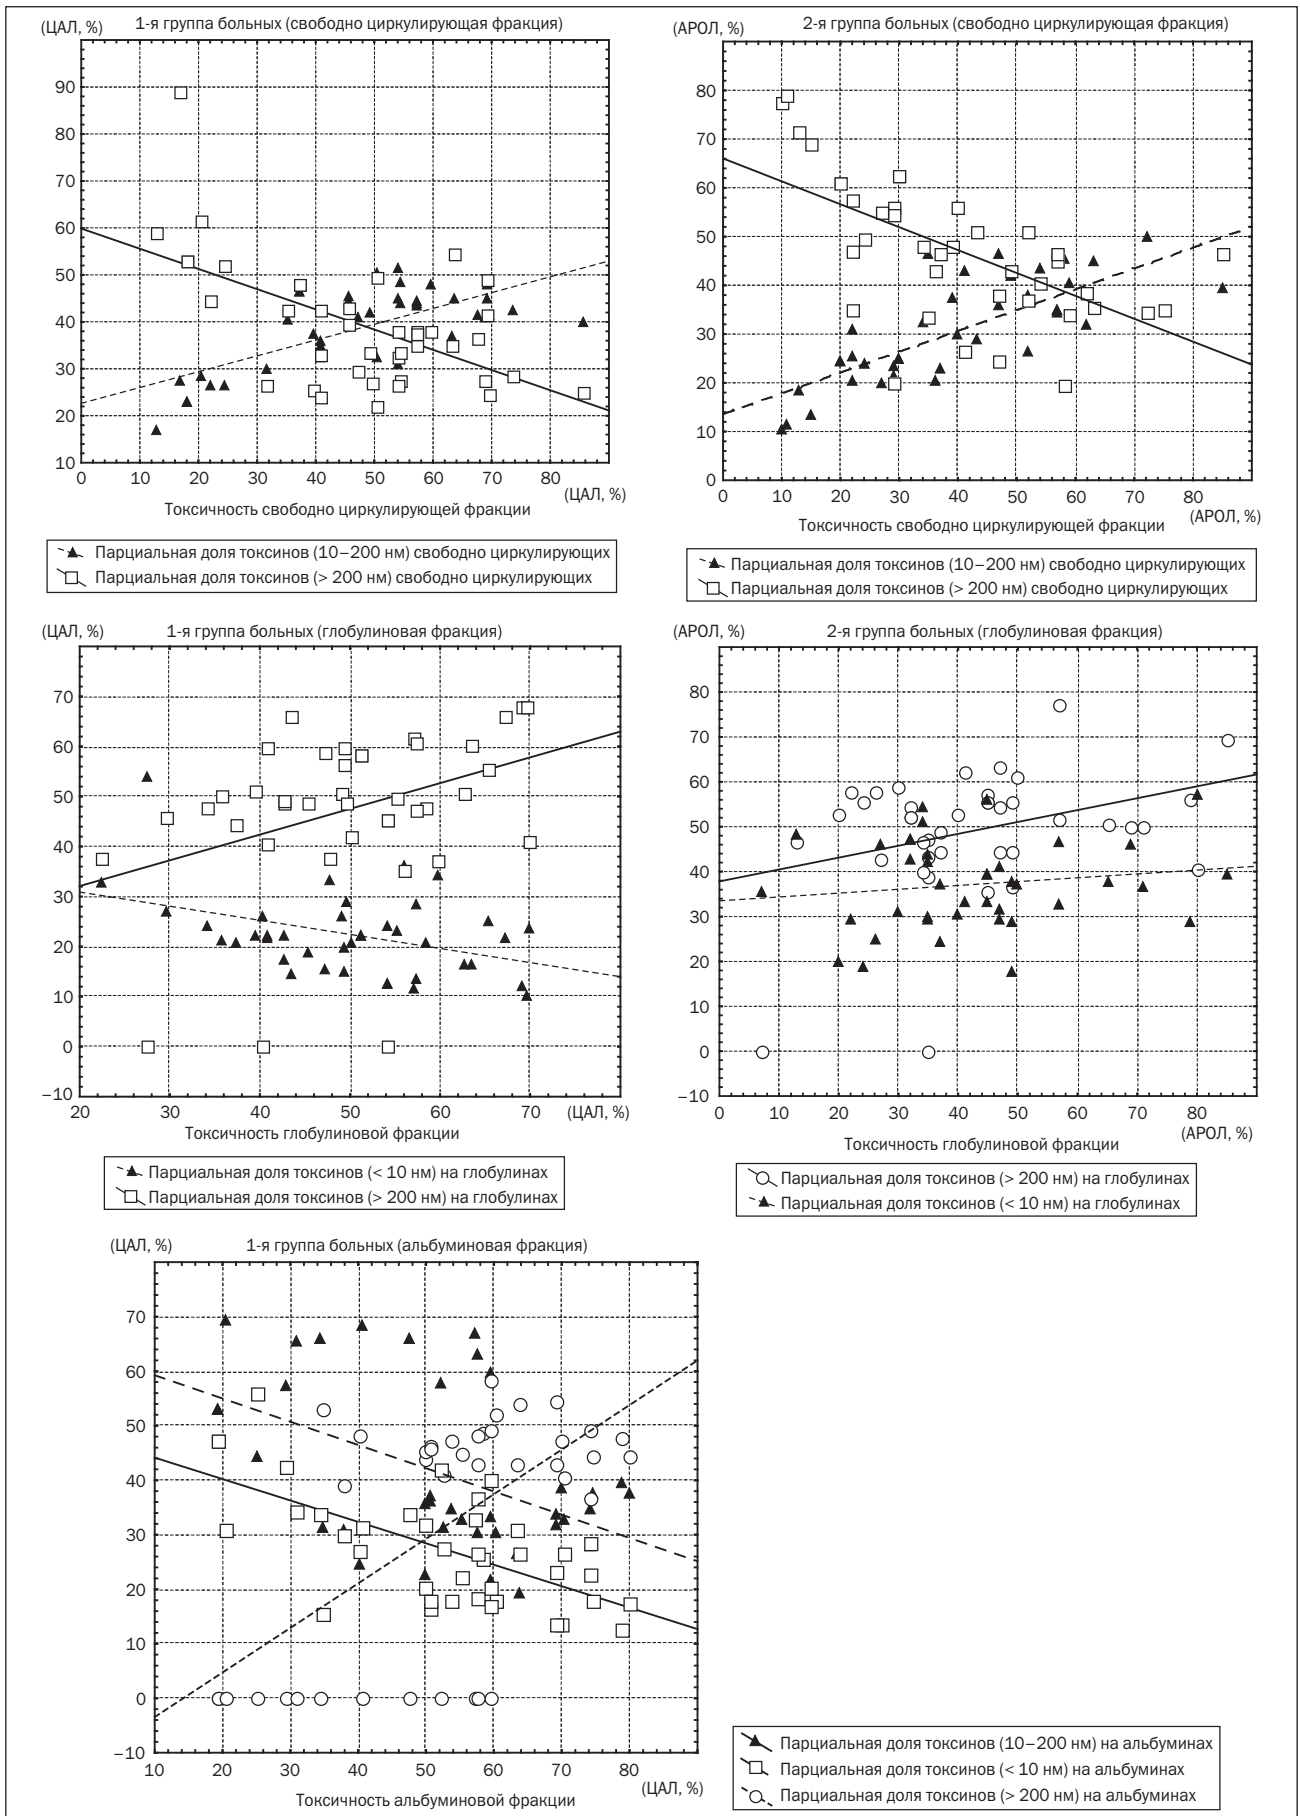 (ЦАЛ, %) 1-я группа больных (свободно циркулирующая фракция)
90
80
70
60
50
40
30
20
10
0 10 20 30 40 50 60 70 80
(ЦАЛ, %)
Токсичность свободно циркулирующей фракции
Парциальная доля токсинов (10–200 нм) свободно циркулирующих
Парциальная доля токсинов (> 200 нм) свободно циркулирующих
(АРОЛ, %) 2-я группа больных (свободно циркулирующая фракция)
80
70
60
50
40
30
20
10
0
0 10 20 30 40 50 60 70 80
(АРОЛ, %)
Токсичность свободно циркулирующей фракции
Парциальная доля токсинов (10–200 нм) свободно циркулирующих
Парциальная доля токсинов (> 200 нм) свободно циркулирующих
(ЦАЛ, %) 1-я группа больных (глобулиновая фракция)
70
60
50
40
30
20
10
0
–10
20 30 40 50 60 70 (ЦАЛ, %)
Токсичность глобулиновой фракции
Парциальная доля токсинов (< 10 нм) на глобулинах
Парциальная доля токсинов (> 200 нм) на глобулинах
(АРОЛ, %) 2-я группа больных (глобулиновая фракция)
80
70
60
50
40
30
20
10
0
–10
0 10 20 30 40 50 60 70 80
(АРОЛ, %)
Токсичность глобулиновой фракции
Парциальная доля токсинов (> 200 нм) на глобулинах
Парциальная доля токсинов (< 10 нм) на глобулинах
(ЦАЛ, %) 1-я группа больных (альбуминовая фракция)
70
60
50
40
30
20
10
0
–10
10 20 30 40 50 60 70 80
(ЦАЛ, %)
Токсичность альбуминовой фракции
Парциальная доля токсинов (10–200 нм) на альбуминах
Парциальная доля токсинов (< 10 нм) на альбуминах
Парциальная доля токсинов (> 200 нм) на альбуминах